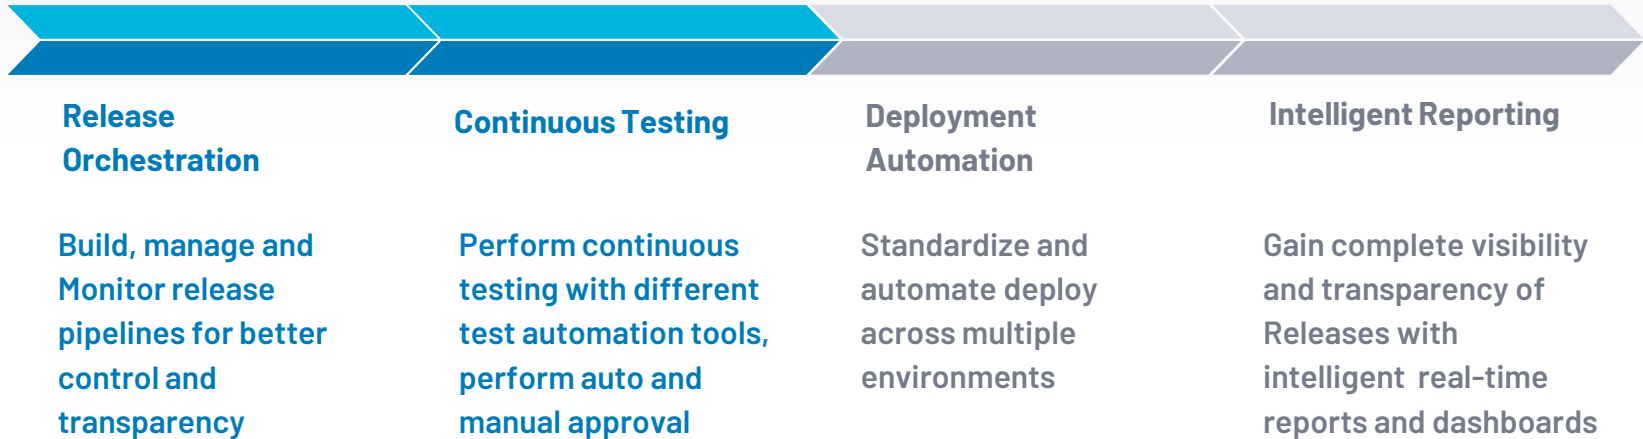 Release
Orchestration
Build, manage and
Monitor release
pipelines for better
control and
transparency
Continuous Testing
Perform continuous
testing with different
test automation tools,
perform auto and
manual approval
Deployment
Automation
Standardize and
automate deploy
across multiple
environments
Intelligent Reporting
Gain complete visibility
and transparency of
Releases with
intelligent  real-time
reports and dashboards